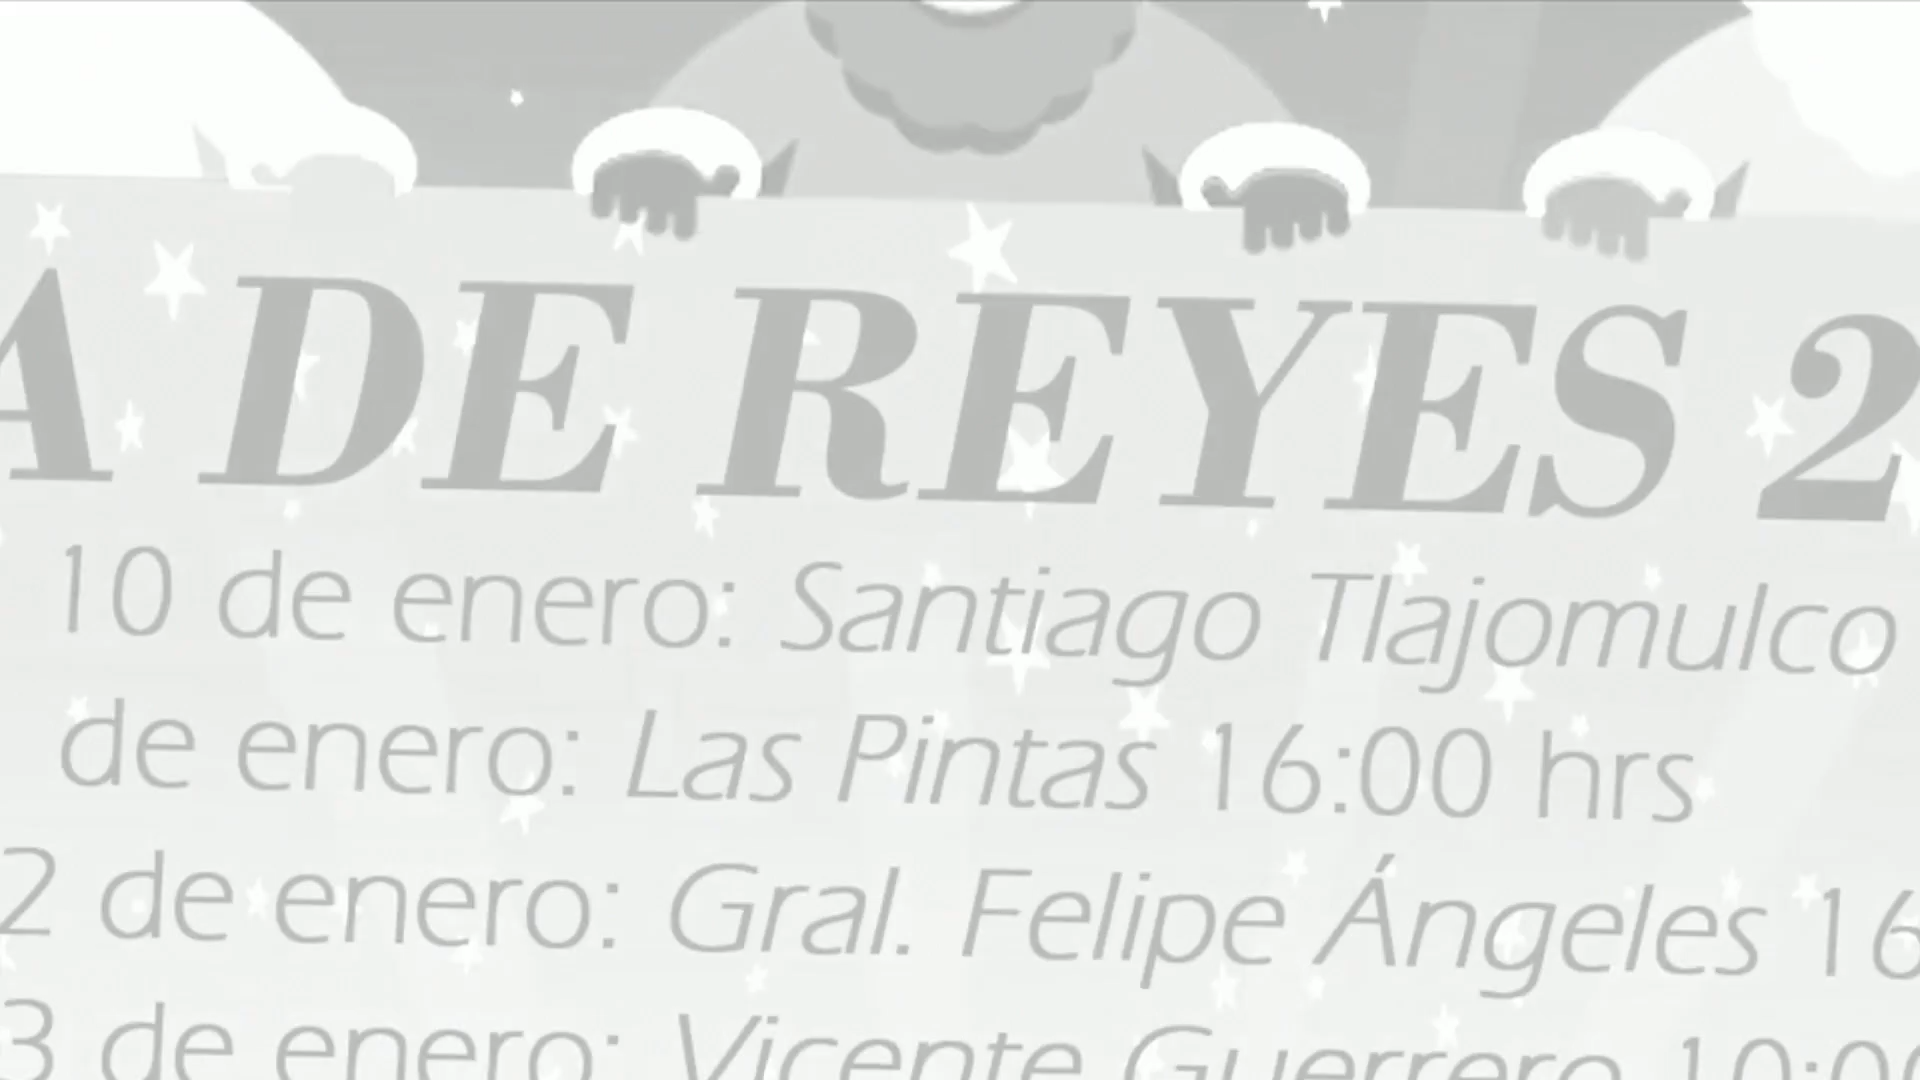 A DE REYES 2
10 de enero: Santiago Tlajomulco
de enero: Las Pintas 16:00 hrs
2 de enero: Gral. Felipe Ángeles 16
3 de enero: Vicente Guerrero 10:00